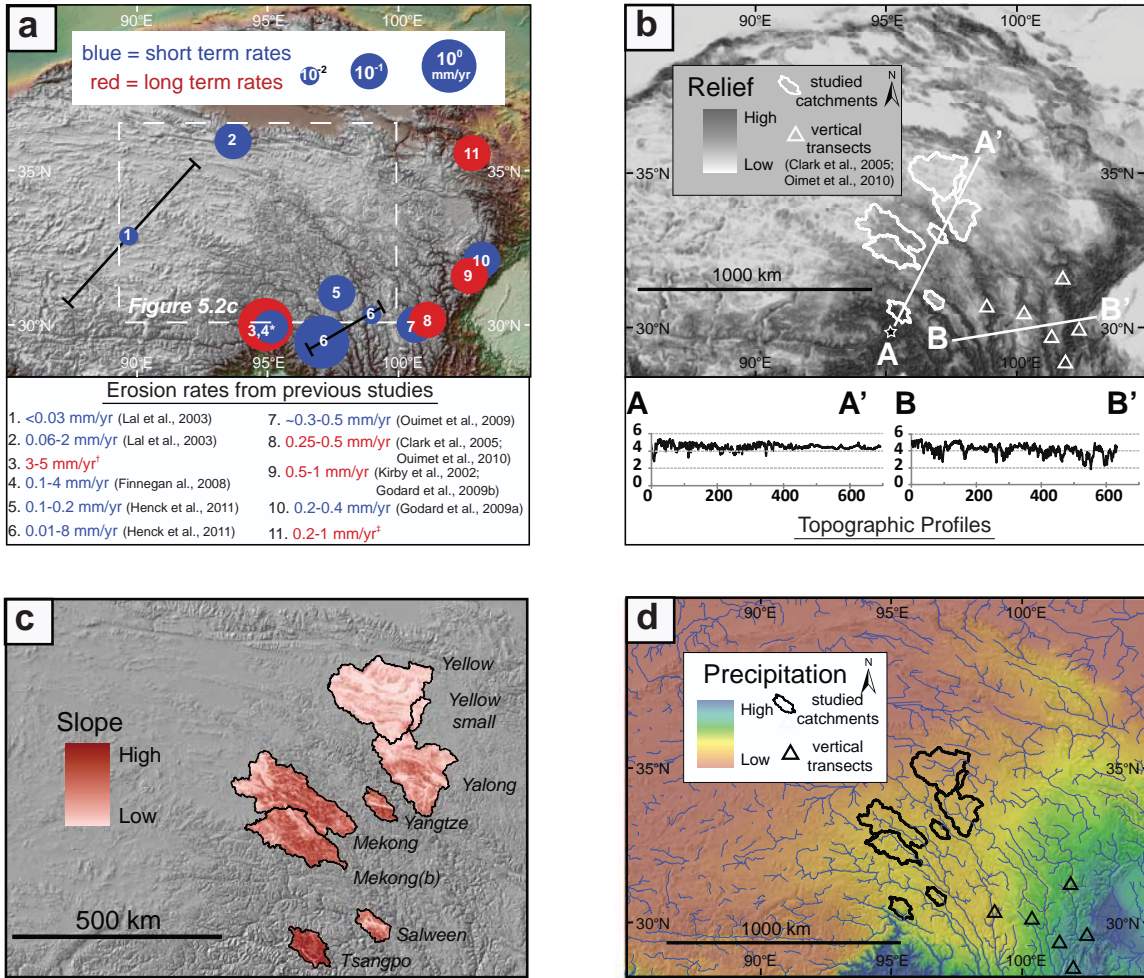 a
90°E
95°E
100°E
blue = short term rates
red = long term rates
10-2
10-1
10⁰
mm/yr
2
11
35°N
35°N
1
10
9
5
Figure 5.2c
6
30°N
3,4*
6
7
8
30°N
90°E
95°E
100°E
Erosion rates from previous studies
1. <0.03 mm/yr (Lal et al., 2003)
2. 0.06-2 mm/yr (Lal et al., 2003)
3. 3-5 mm/yr†
4. 0.1-4 mm/yr (Finnegan al., 2008)
5. 0.1-0.2 mm/yr (Henck et al., 2011)
6. 0.01-8 mm/yr (Henck et al., 2011)
7. ~0.3-0.5 mm/yr (Ouimet et al., 2009)
8. 0.25-0.5 mm/yr (Clark et al., 2005;
Ouimet et al., 2010)
9. 0.5-1 mm/yr (Kirby et al., 2002;
Godard et al., 2009b)
10. 0.2-0.4 mm/yr (Godard et al., 2009a)
11. 0.2-1 mm/yr‡
b
90°E
95°E
100°E
Relief
High
Low
studied
catchments
N
vertical
transects
(Clark et al., 2005;
Oimet et al., 2010)
A'
35°N
35°N
1000 km
30°N
A
B
B'
30°N
90°E
95°E
100°E
A
A'
B
B'
6
4
2
0
200
400
600
6
4
2
0
200
400
600
Topographic Profiles
c
Slope
High
Low
Yellow
Yellow
small
Yalong
Yangtze
Mekong
Mekong(b)
500 km
Salween
Tsangpo
d
90°E
95°E
100°E
Precipitation
High
Low
studied
catchments
N
vertical
transects
35°N
35°N
1000 km
30°N
30°N
90°E
95°E
100°E